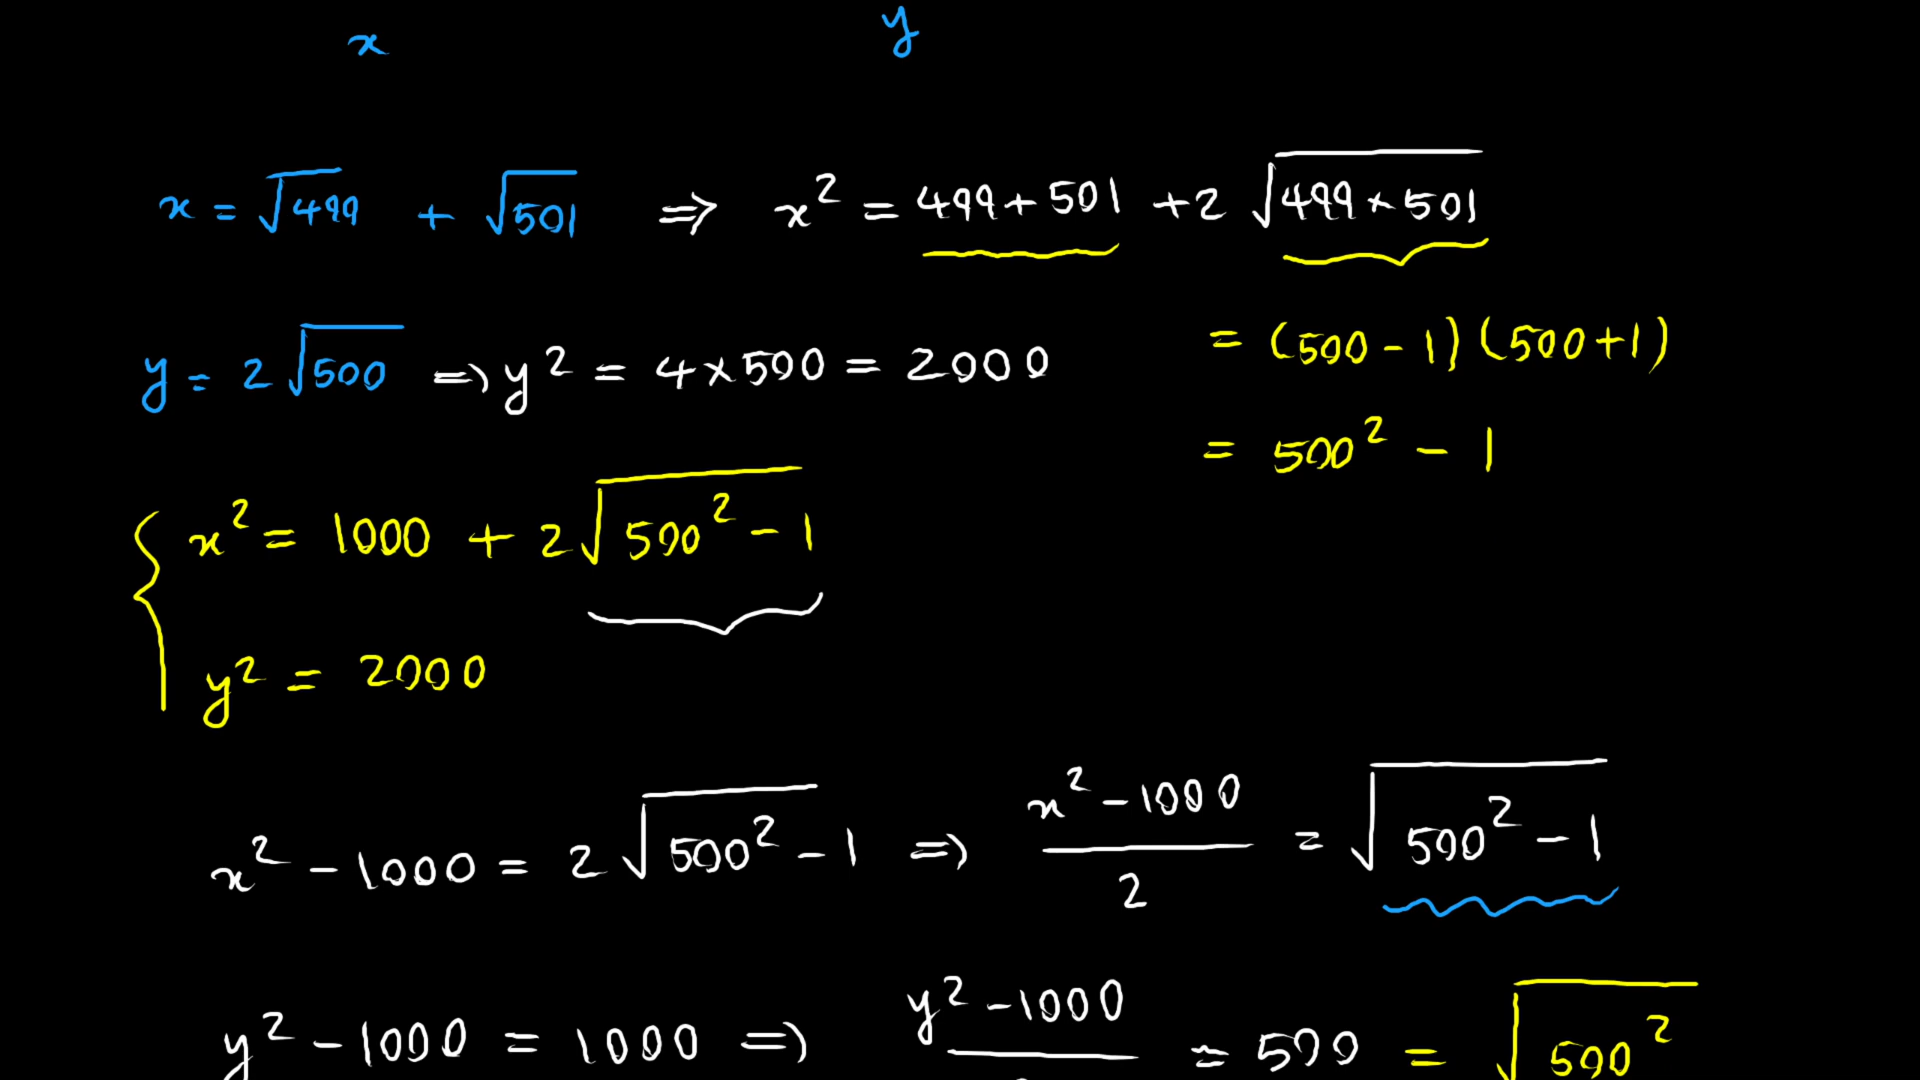 x y
x = √499 + √501 ⇒ x² = 499 + 501 + 2 √499 × 501
= (500 - 1) (500 + 1)
y = 2 √500 ⇒ y² = 4 × 500 = 2000
= 500² - 1
x² = 1000 + 2 √500² - 1
y² = 2000
x² - 1000 = 2 √500² - 1 ⇒ x² - 1000 / 2 = √500² - 1
y² - 1000 = 1000 ⇒ y² - 1000 = 500 = √500²